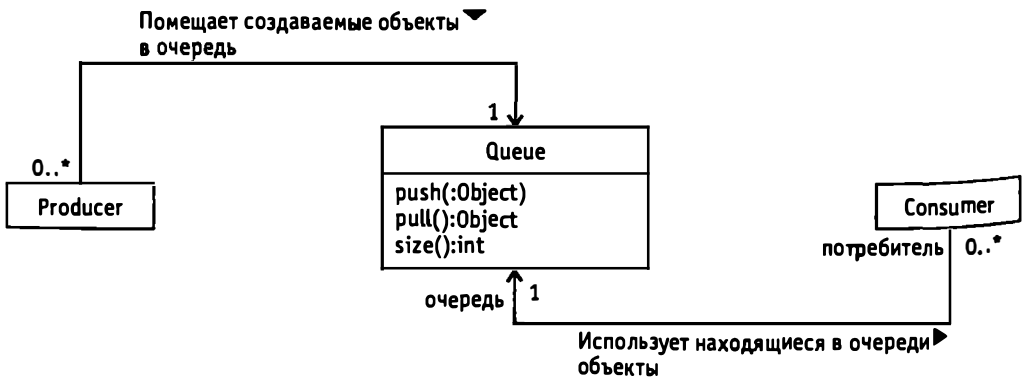 Помещает создаваемые объекты
в очередь
1
Queue
0..*
Producer
push(:Object)
pull():Object
size():int
Consumer
потребитель 0..*
очередь 1
Использует находящиеся в очереди
объекты